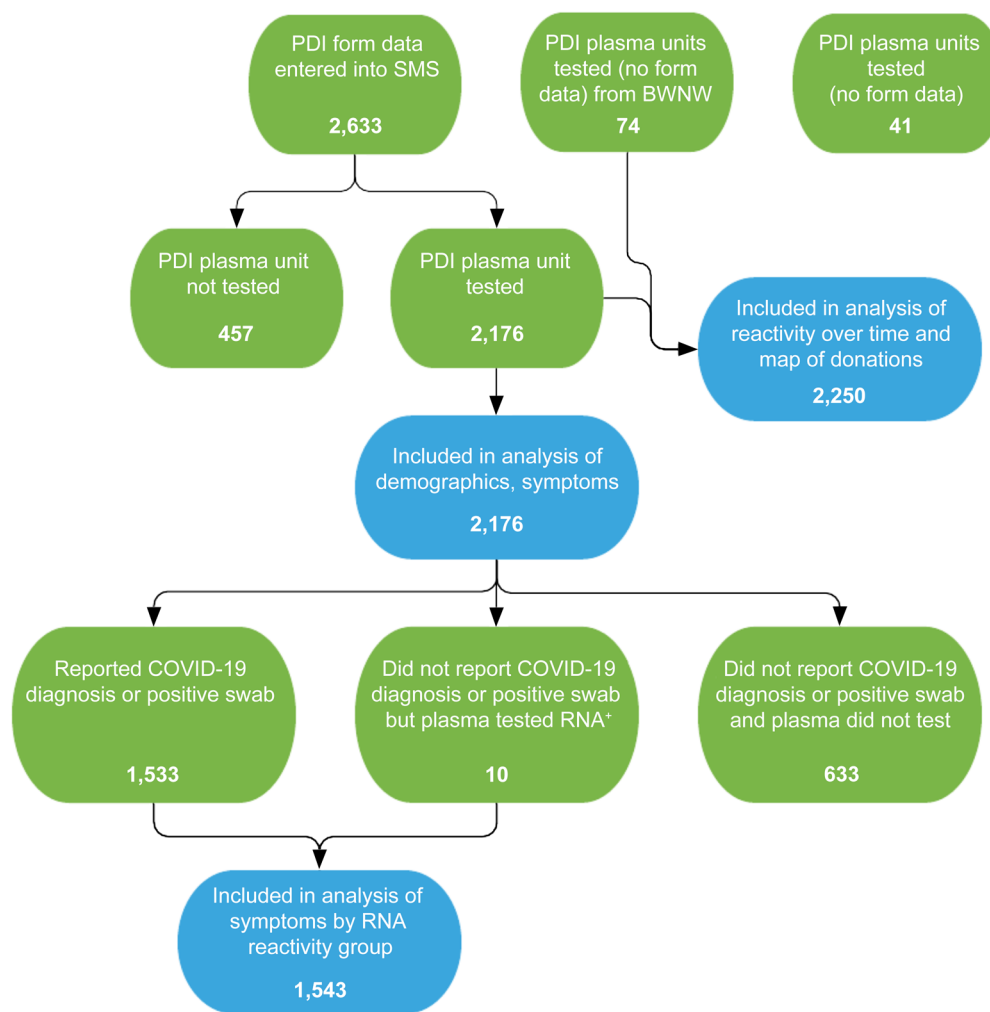 PDI form data
entered into SMS
2,633
PDI plasma units
tested (no form
data) from BWNW
74
PDI plasma units
tested
(no form data)
41
PDI plasma unit
not tested
457
PDI plasma unit
tested
2,176
Included in analysis of
reactivity over time and
map of donations
2,250
Included in analysis of
demographics, symptoms
2,176
Reported COVID-19
diagnosis or positive swab
1,533
Did not report COVID-19
diagnosis or positive swab
but plasma tested RNA⁺
10
Did not report COVID-19
diagnosis or positive swab
and plasma did not test
633
Included in analysis of
symptoms by RNA
reactivity group
1,543